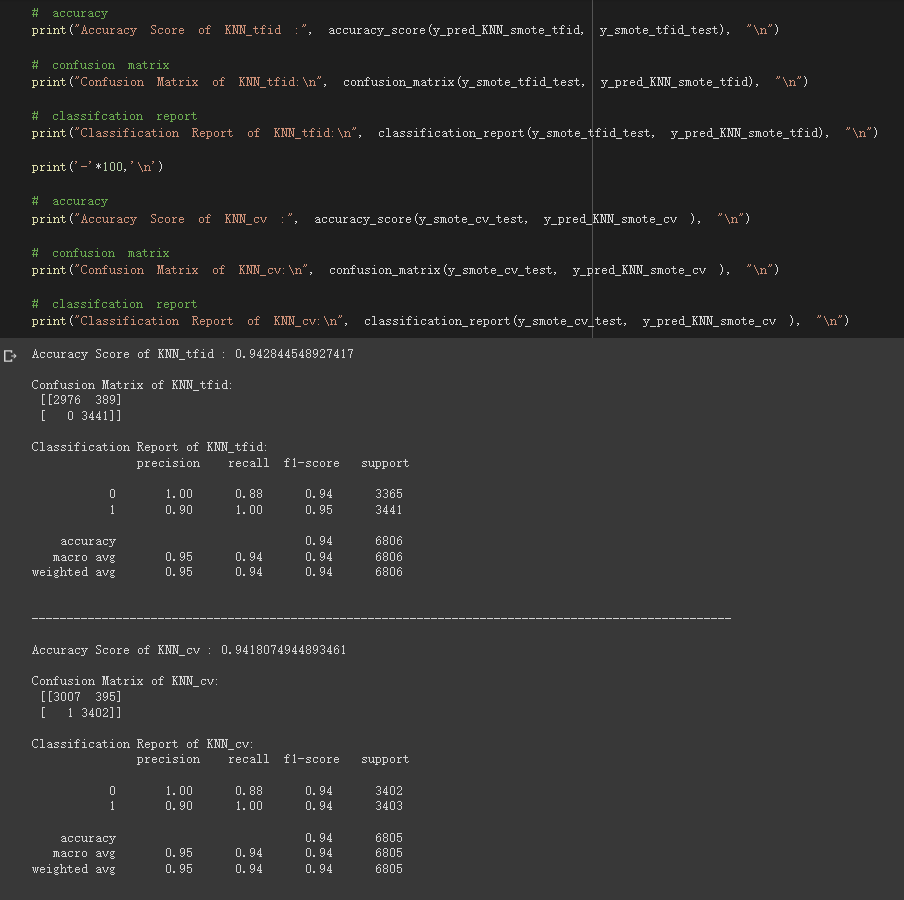 # accuracy
print("Accuracy Score of KNN_tfid :", accuracy_score(y_pred_KNN_smote_tfid, y_smote_tfid_test), "\n")
# confusion matrix
print("Confusion Matrix of KNN_tfid:\n", confusion_matrix(y_smote_tfid_test, y_pred_KNN_smote_tfid), "\n")
# classifcation report
print("Classification Report of KNN_tfid:\n", classification_report(y_smote_tfid_test, y_pred_KNN_smote_tfid), "\n")
print('-'*100,'\n')
# accuracy
print("Accuracy Score of KNN_cv :", accuracy_score(y_smote_cv_test, y_pred_KNN_smote_cv ), "\n")
# confusion matrix
print("Confusion Matrix of KNN_cv:\n", confusion_matrix(y_smote_cv_test, y_pred_KNN_smote_cv ), "\n")
# classifcation report
print("Classification Report of KNN_cv:\n", classification_report(y_smote_cv_test, y_pred_KNN_smote_cv ), "\n")
Accuracy Score of KNN_tfid : 0.942844548927417
Confusion Matrix of KNN_tfid:
[[2976 389]
[ 0 3441]]
Classification Report of KNN_tfid:
precision recall f1-score support
0 1.00 0.88 0.94 3365
1 0.90 1.00 0.95 3441
accuracy 0.94 6806
macro avg 0.95 0.94 0.94 6806
weighted avg 0.95 0.94 0.94 6806
----------------------------------------------------------------------------------------------------
Accuracy Score of KNN_cv : 0.9418074944893461
Confusion Matrix of KNN_cv:
[[3007 395]
[ 1 3402]]
Classification Report of KNN_cv:
precision recall f1-score support
0 1.00 0.88 0.94 3402
1 0.90 1.00 0.94 3403
accuracy 0.94 6805
macro avg 0.95 0.94 0.94 6805
weighted avg 0.95 0.94 0.94 6805